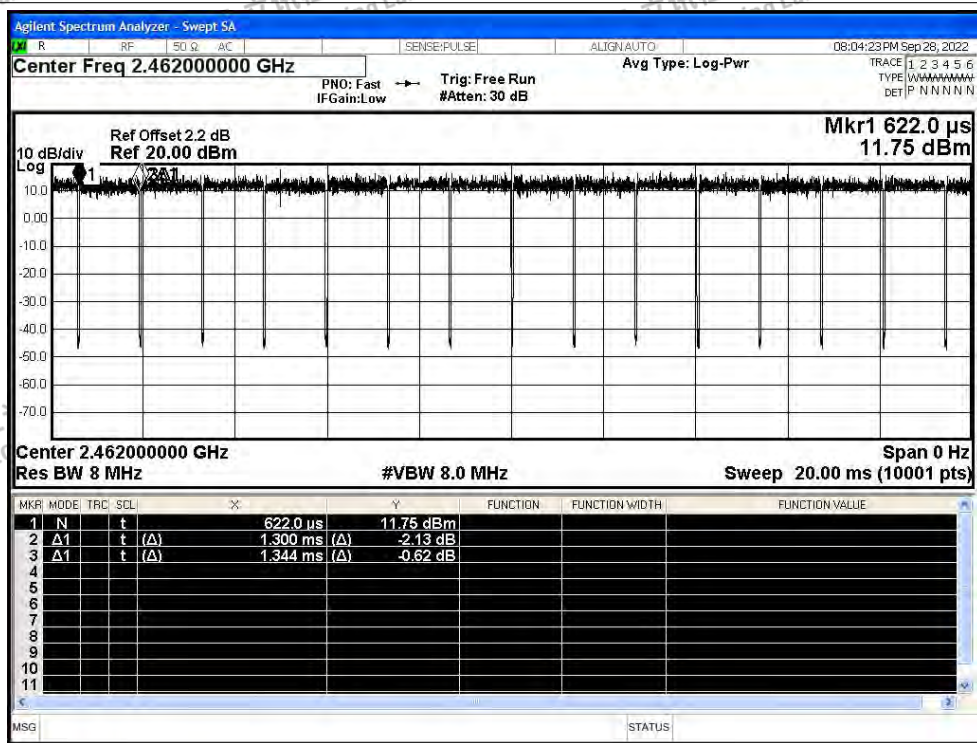 Agilent Spectrum Analyzer - Swept SA
R RF 50 Ω AC SENSE:PULSE ALIGN AUTO 08:04:23 PM Sep 28, 2022
Center Freq 2.462000000 GHz Avg Type: Log-Pwr TRACE 1 2 3 4 5 6
PNO: Fast Trig: Free Run TYPE WWWWWW
IFGain:Low #Atten: 30 dB DET P N N N N N
Mkr1 622.0 µs
Ref Offset 2.2 dB
10 dB/div Ref 20.00 dBm 11.75 dBm
Log
1 3Δ1
10.0
0.00
-10.0
-20.0
-30.0
-40.0
-50.0
-60.0
-70.0
Center 2.462000000 GHz Span 0 Hz
Res BW 8 MHz #VBW 8.0 MHz Sweep 20.00 ms (10001 pts)
MKR MODE TRC SCL X Y FUNCTION FUNCTION WIDTH FUNCTION VALUE
1 N t 622.0 µs 11.75 dBm
2 Δ1 t (Δ) 1.300 ms (Δ) -2.13 dB
3 Δ1 t (Δ) 1.344 ms (Δ) -0.62 dB
4
5
6
7
8
9
10
11
MSG STATUS